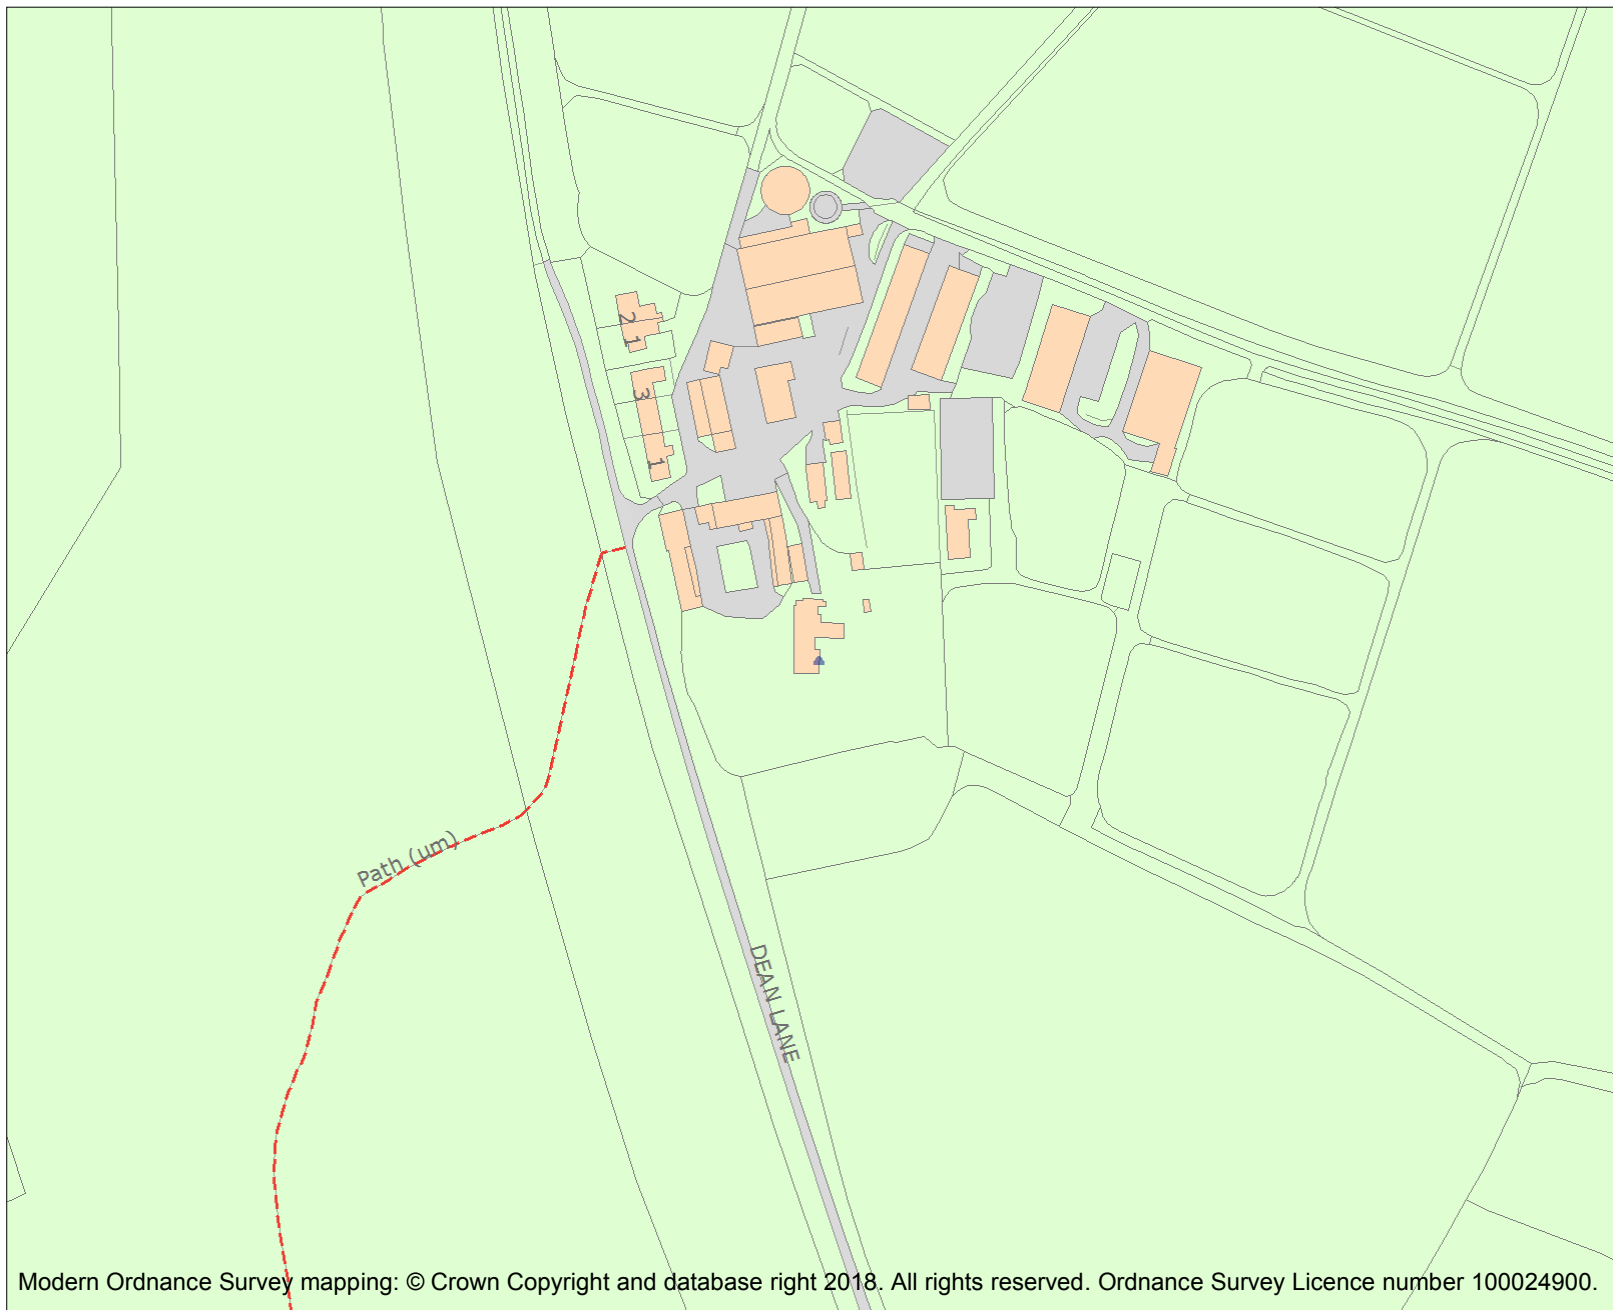 2
1
3
1
Path (um)
DEAN LANE
Modern Ordnance Survey mapping: © Crown Copyright and database right 2018. All rights reserved. Ordnance Survey Licence number 100024900.